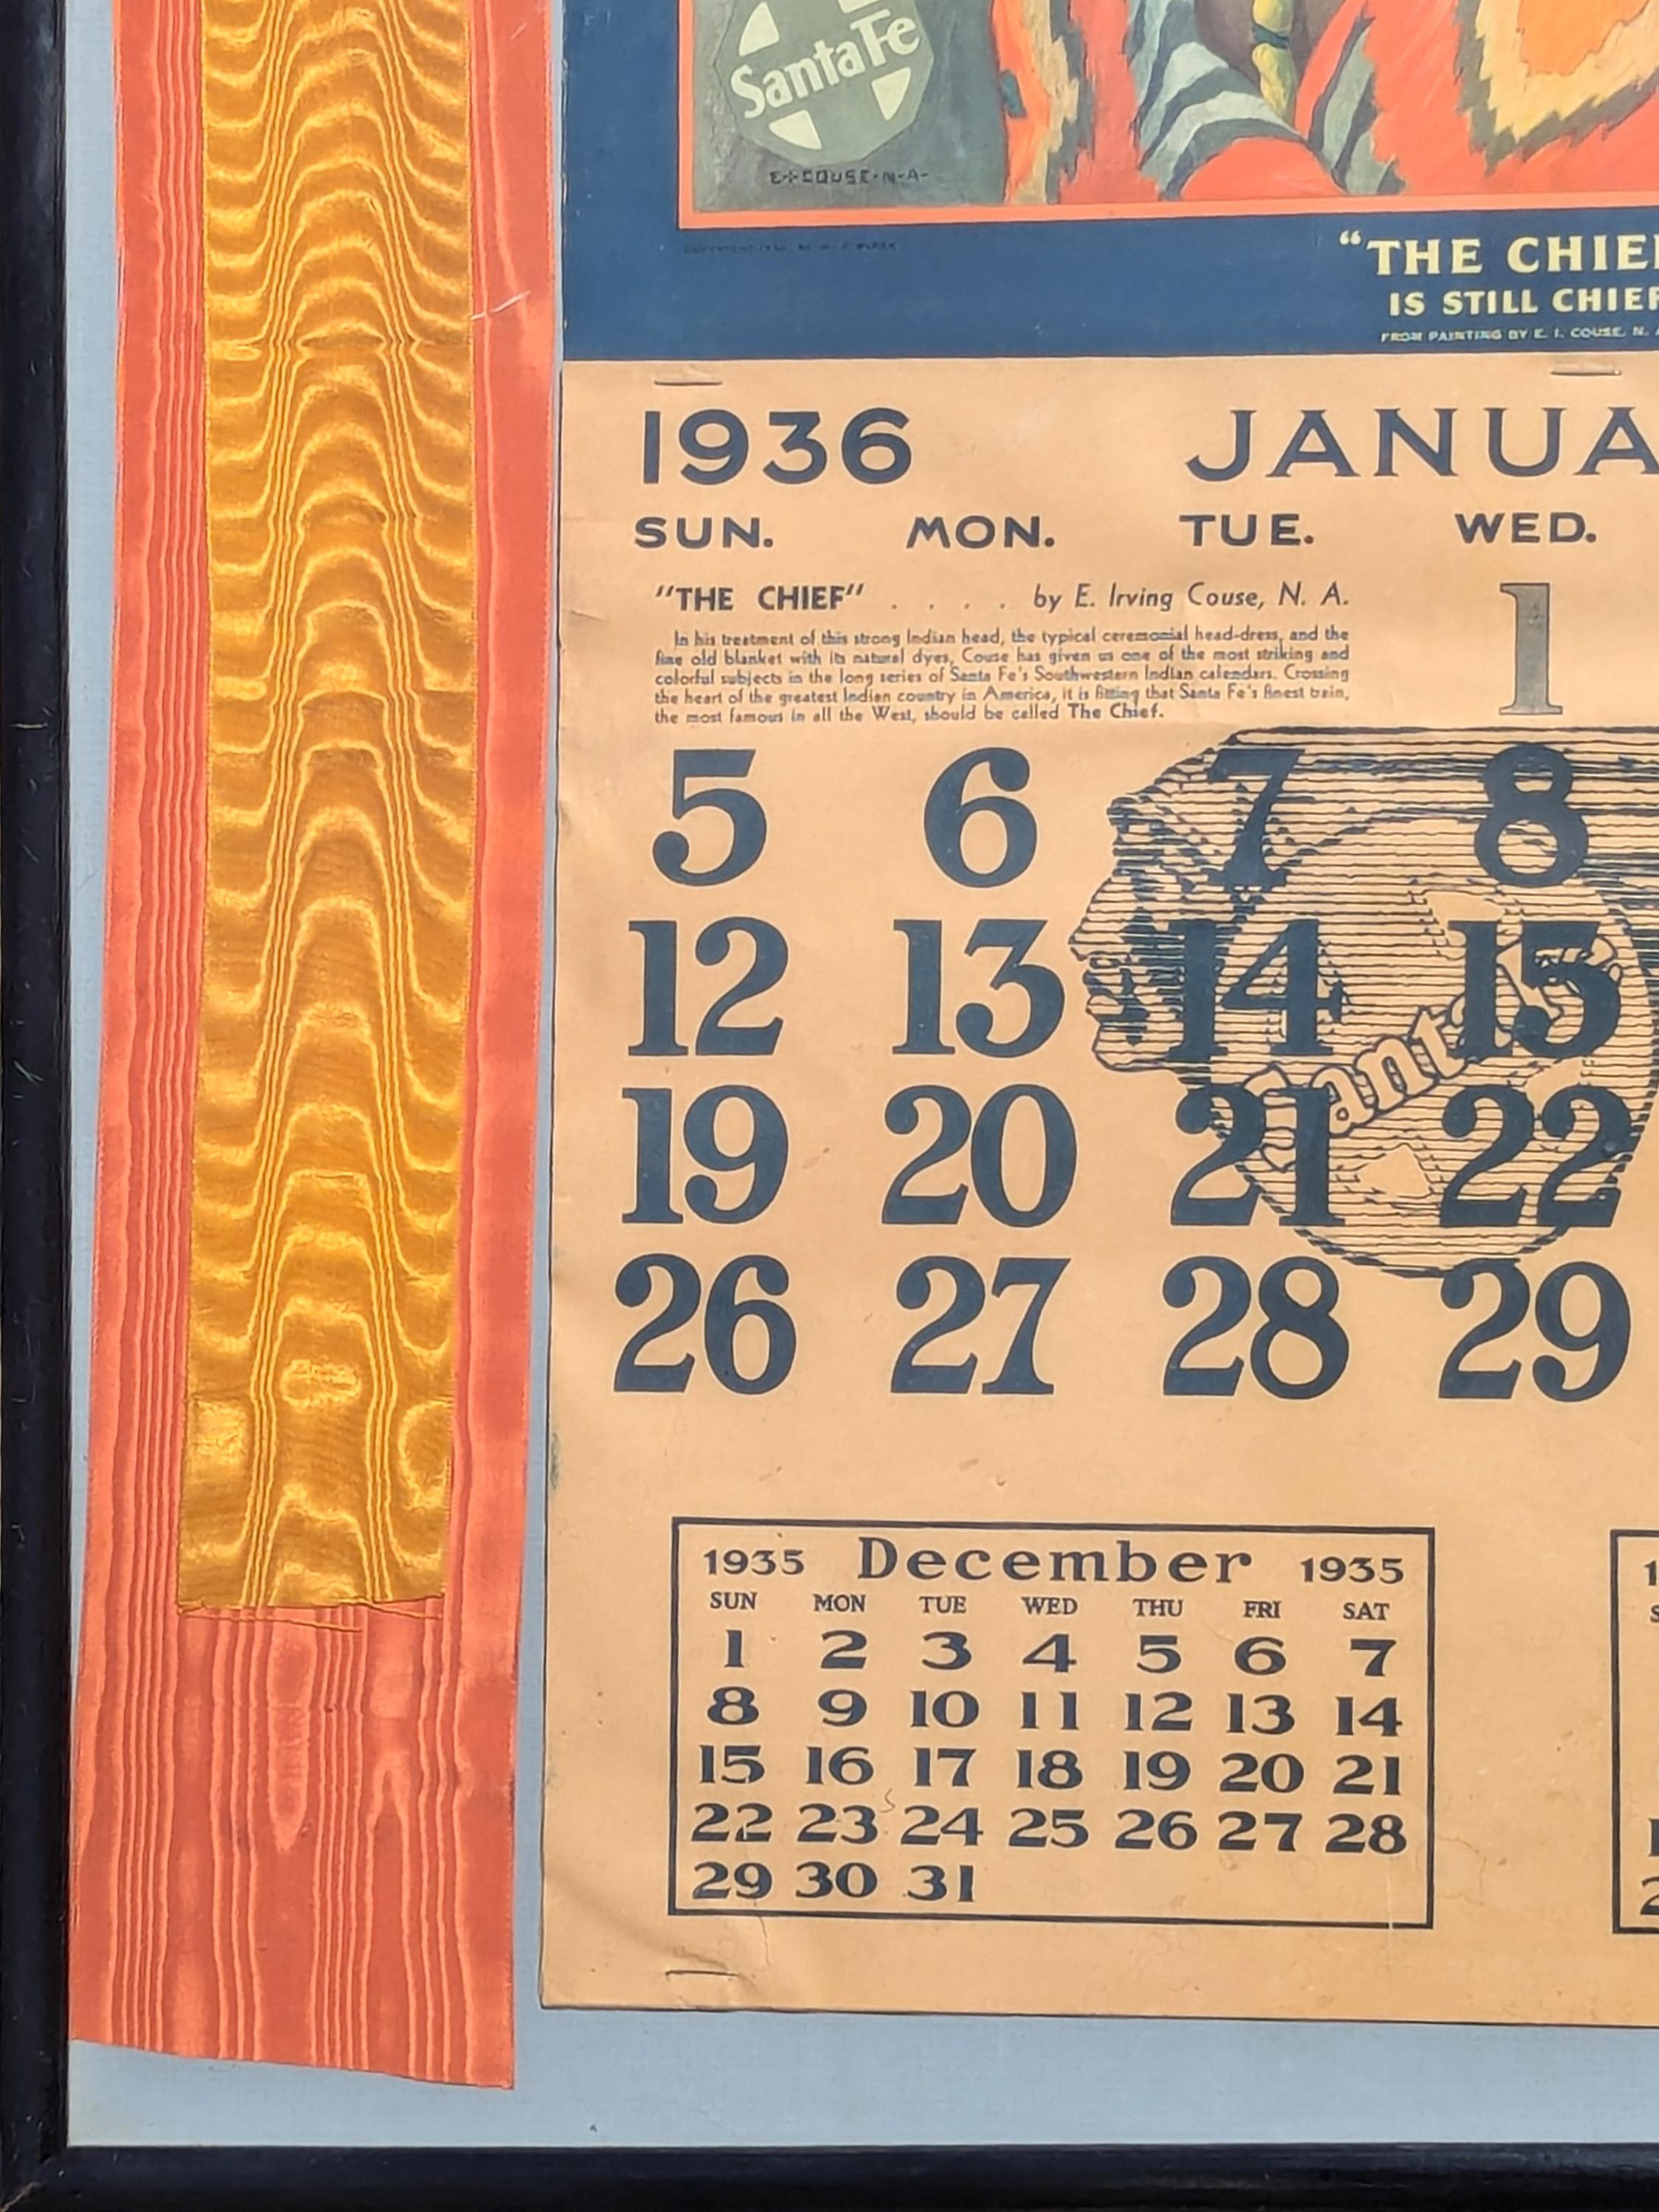 Santa Fe
E·I·COUSE·N·A·
"THE CHIEF
IS STILL CHIEF
FROM PAINTING BY E. I. COUSE, N. A
1936 JANUA
SUN. MON. TUE. WED.
"THE CHIEF" . . . . by E. Irving Couse, N. A.
1
In his treatment of this strong Indian head, the typical ceremonial head-dress, and the
fine old blanket with its natural dyes, Couse has given us one of the most striking and
colorful subjects in the long series of Santa Fe's Southwestern Indian calendars. Crossing
the heart of the greatest Indian country in America, it is fitting that Santa Fe's finest train,
the most famous in all the West, should be called The Chief.
5 6 7 8
12 13 14 15
Santa
19 20 21 22
26 27 28 29
1935 December 1935
SUN MON TUE WED THU FRI SAT
1 2 3 4 5 6 7
8 9 10 11 12 13 14
15 16 17 18 19 20 21
22 23 24 25 26 27 28
29 30 31